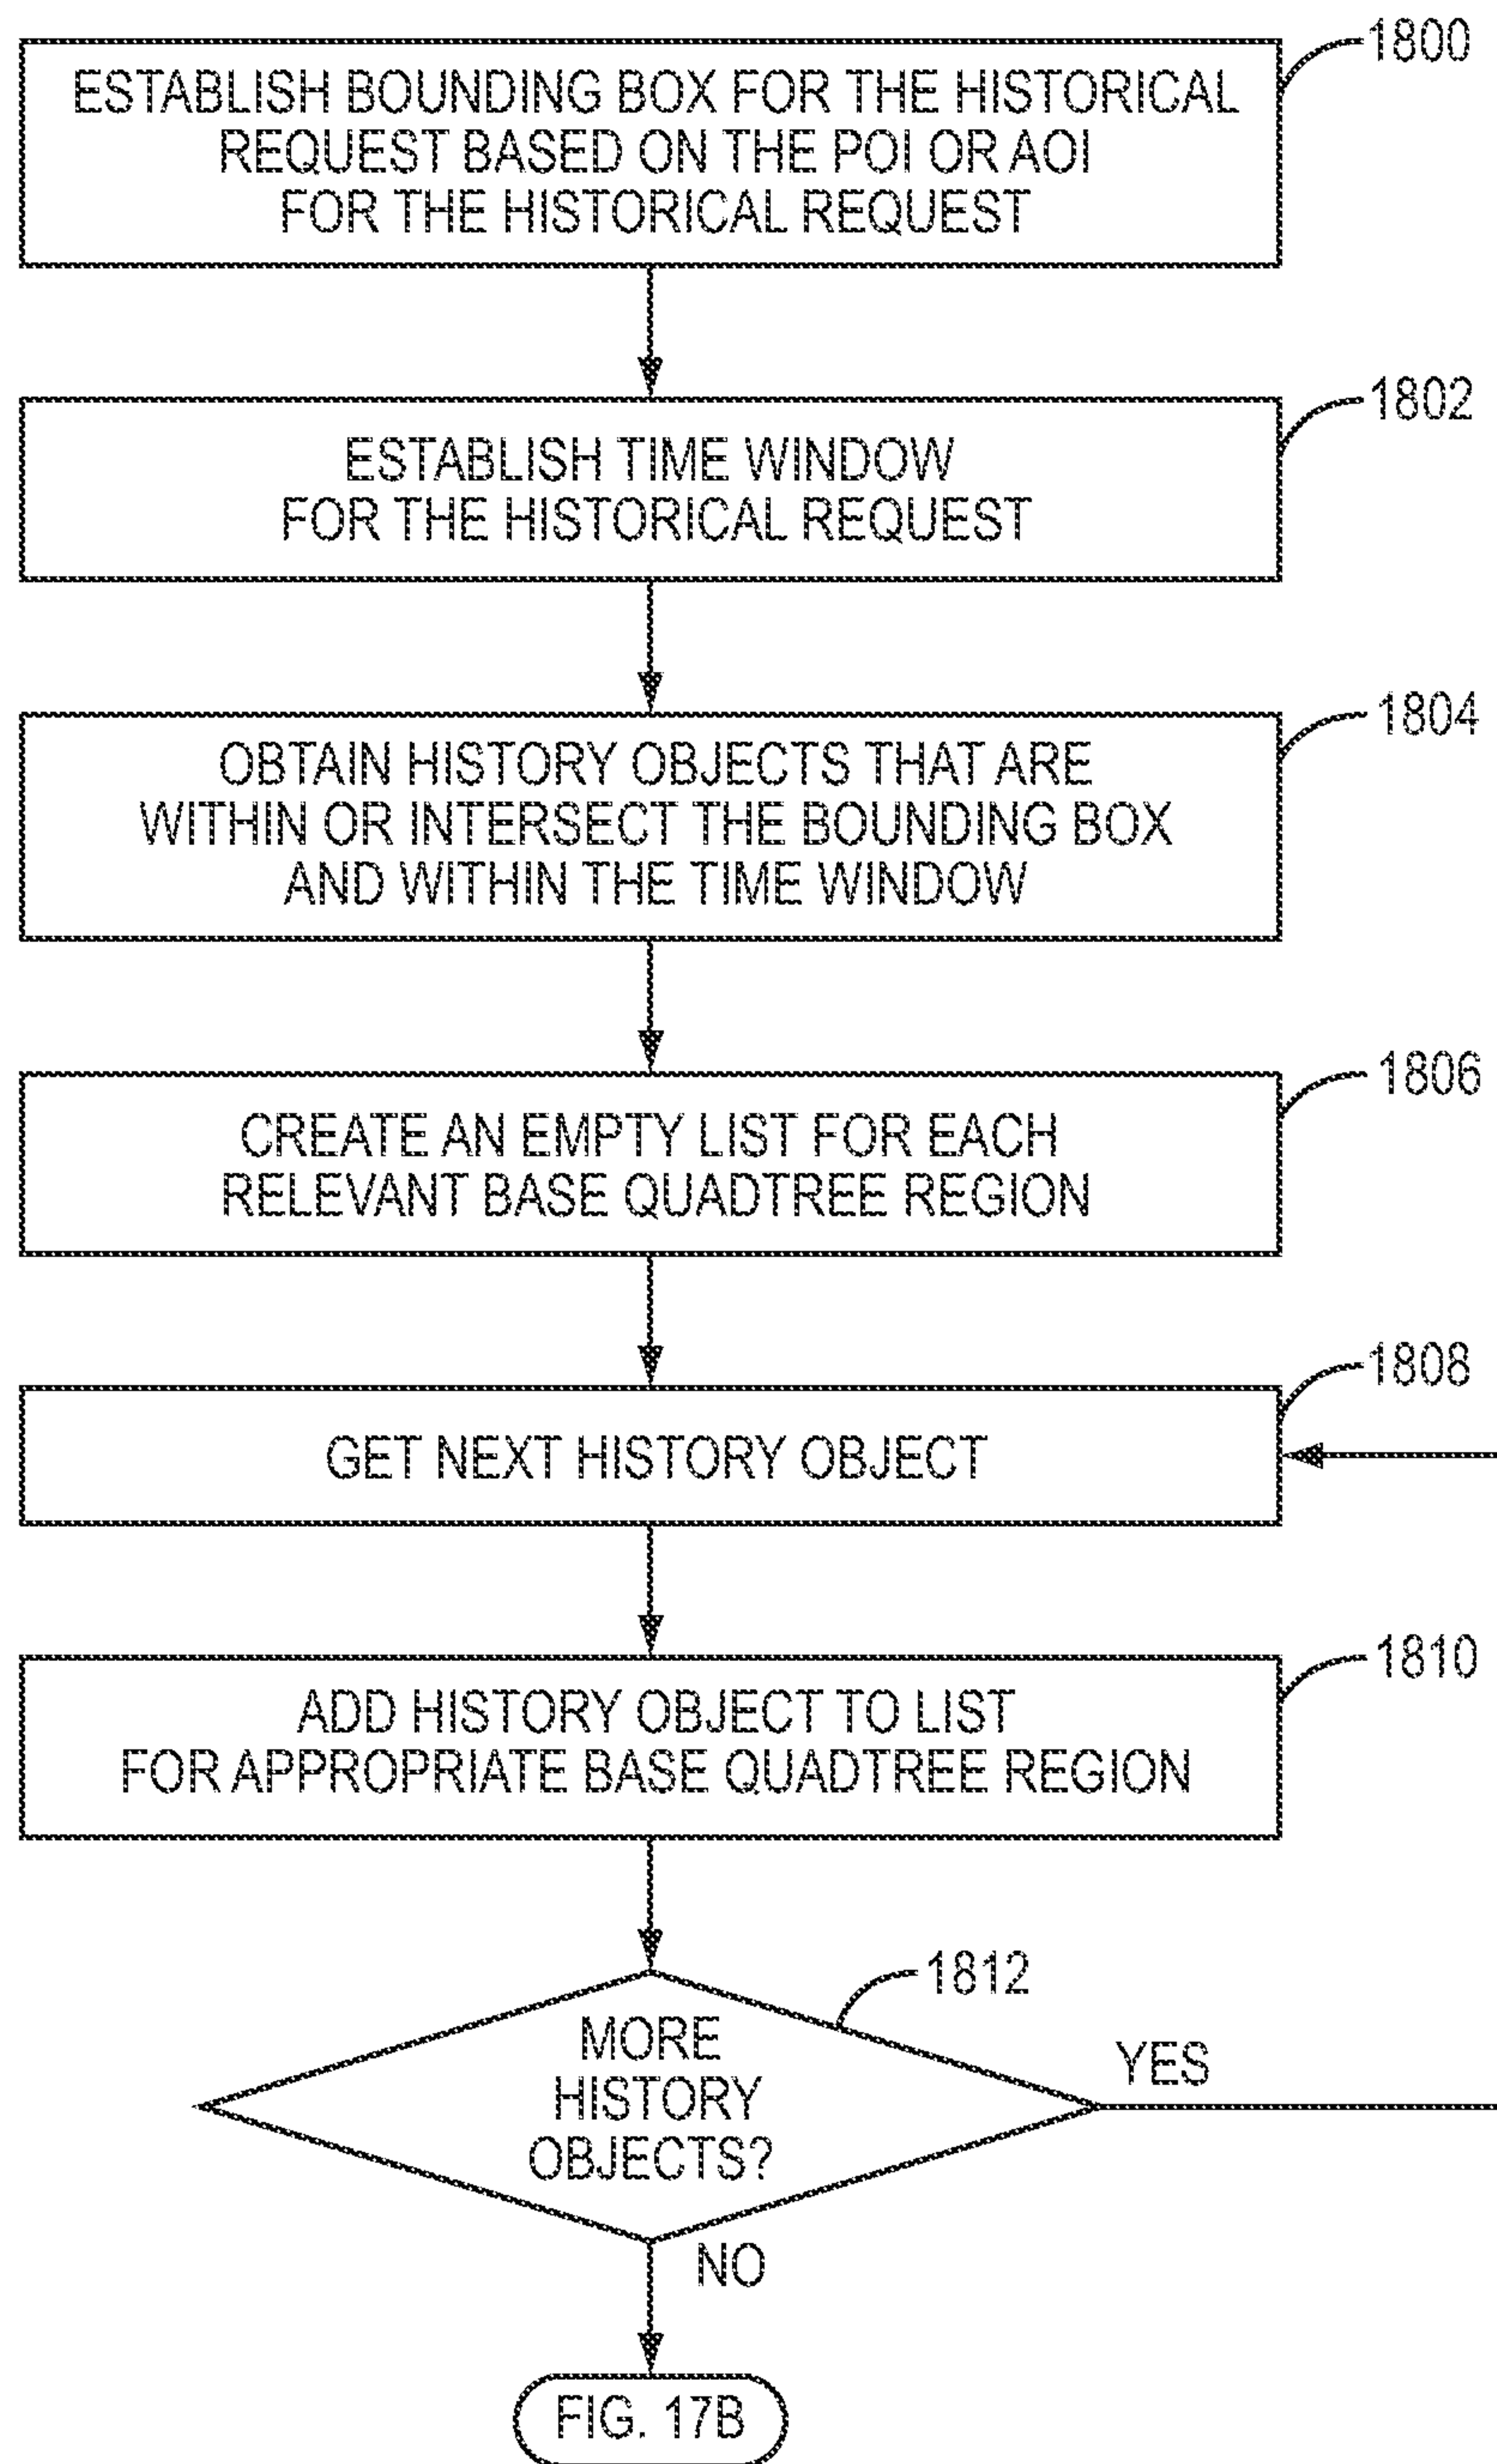 1800
ESTABLISH BOUNDING BOX FOR THE HISTORICAL
REQUEST BASED ON THE POI OR AOI
FOR THE HISTORICAL REQUEST
1802
ESTABLISH TIME WINDOW
FOR THE HISTORICAL REQUEST
1804
OBTAIN HISTORY OBJECTS THAT ARE
WITHIN OR INTERSECT THE BOUNDING BOX
AND WITHIN THE TIME WINDOW
1806
CREATE AN EMPTY LIST FOR EACH
RELEVANT BASE QUADTREE REGION
1808
GET NEXT HISTORY OBJECT
1810
ADD HISTORY OBJECT TO LIST
FOR APPROPRIATE BASE QUADTREE REGION
1812
MORE
HISTORY
OBJECTS?
YES
NO
FIG. 17B